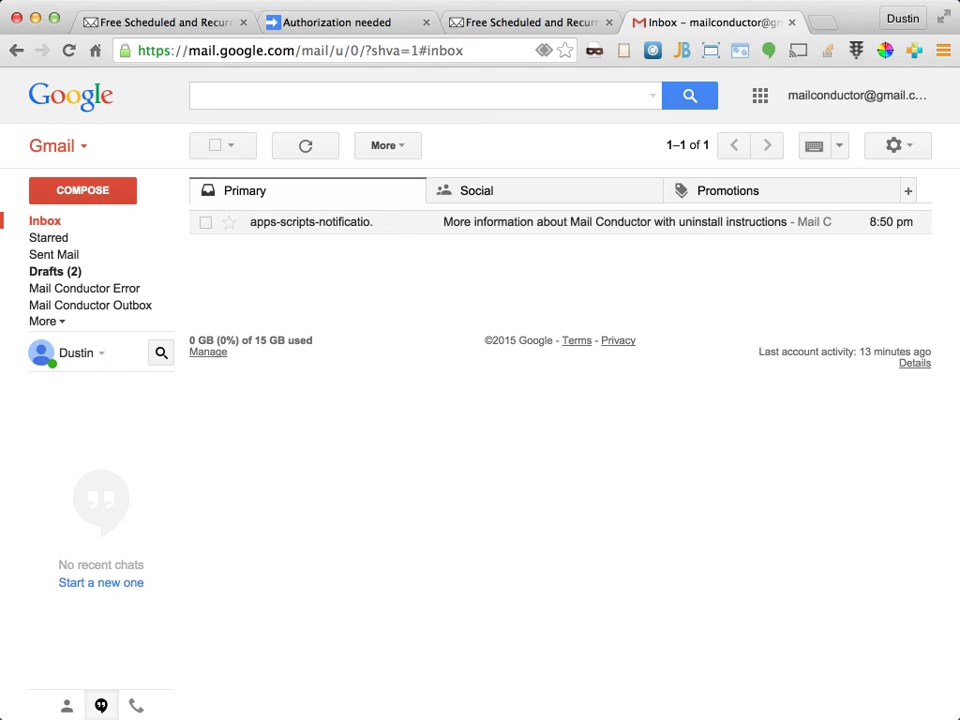 Free Scheduled and Recurr
Authorization needed
Free Scheduled and Recurr
Inbox – mailconductor@gm
Dustin
https://mail.google.com/mail/u/0/?shva=1#inbox
JB
Google
mailconductor@gmail.c...
Gmail
More
1–1 of 1
COMPOSE
Primary
Social
Promotions
+
Inbox
apps-scripts-notificatio.
More information about Mail Conductor with uninstall instructions - Mail C
8:50 pm
Starred
Sent Mail
Drafts (2)
Mail Conductor Error
Mail Conductor Outbox
More
Dustin
0 GB (0%) of 15 GB used
Manage
©2015 Google - Terms - Privacy
Last account activity: 13 minutes ago
Details
No recent chats
Start a new one